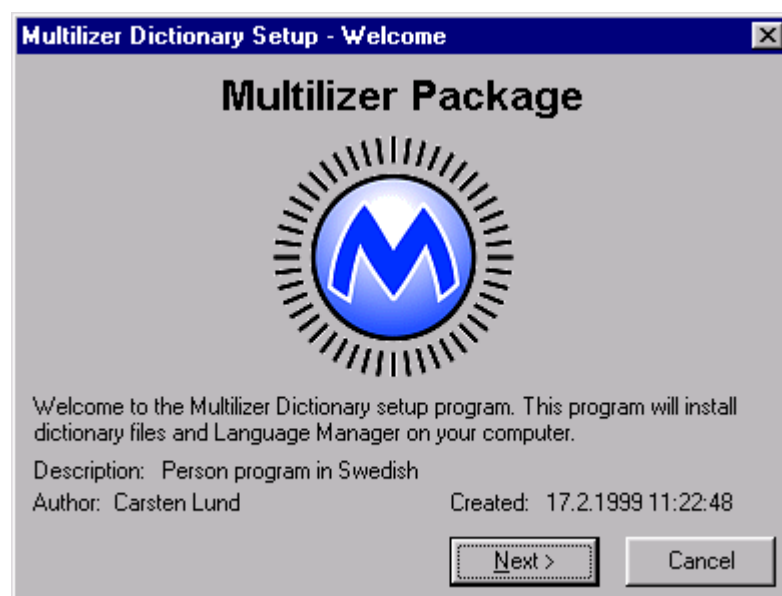 Multilizer Dictionary Setup - Welcome
Multilizer Package
M
Welcome to the Multilizer Dictionary setup program. This program will install
dictionary files and Language Manager on your computer.
Description: Person program in Swedish
Author: Carsten Lund Created: 17.2.1999 11:22:48
Next > Cancel